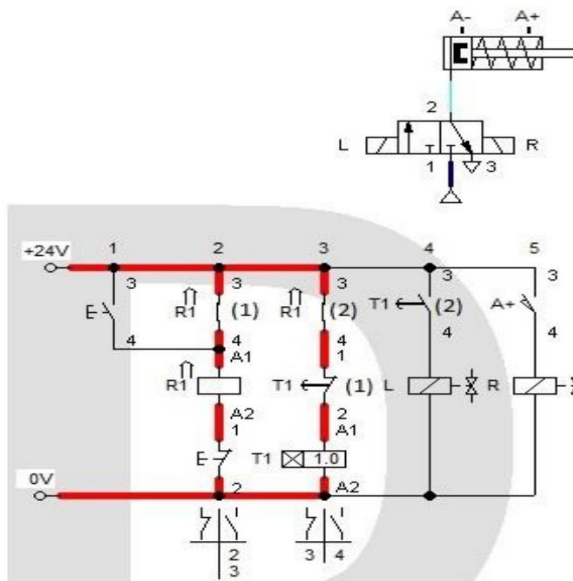 A- A+
2
L R
1 3
1 2 3 4 5
+24V
3 3 3 3 3
R1 (1) R1 (2) T1 (2) A+
E
4 4 4 4 4
A1 1
R1 T1 (1) L R
A2 2
1 A1
E T1 1.0
0V
2 A2
2 3 4
3